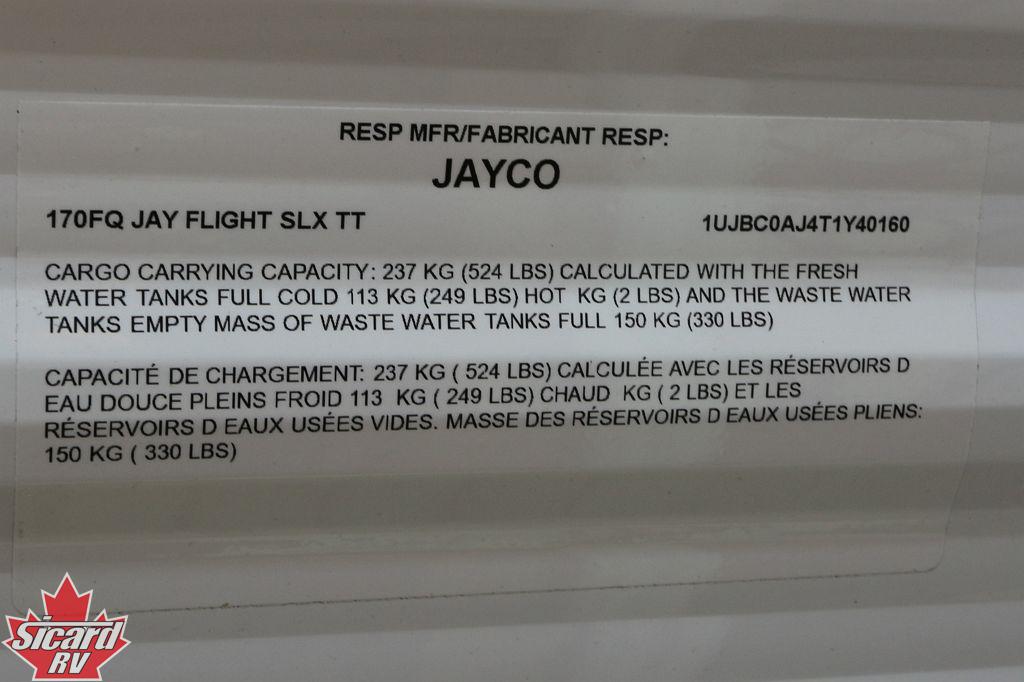 RESP MFR/FABRICANT RESP:
JAYCO
170FQ JAY FLIGHT SLX TT 1UJBC0AJ4T1Y40160
CARGO CARRYING CAPACITY: 237 KG (524 LBS) CALCULATED WITH THE FRESH
WATER TANKS FULL COLD 113 KG (249 LBS) HOT  KG (2 LBS) AND THE WASTE WATER
TANKS EMPTY MASS OF WASTE WATER TANKS FULL 150 KG (330 LBS)
CAPACITÉ DE CHARGEMENT: 237 KG ( 524 LBS) CALCULÉE AVEC LES RÉSERVOIRS D
EAU DOUCE PLEINS FROID 113  KG ( 249 LBS) CHAUD  KG ( 2 LBS) ET LES
RÉSERVOIRS D EAUX USÉES VIDES. MASSE DES RÉSERVOIRS D EAUX USÉES PLIENS:
150 KG ( 330 LBS)
Sicard
RV